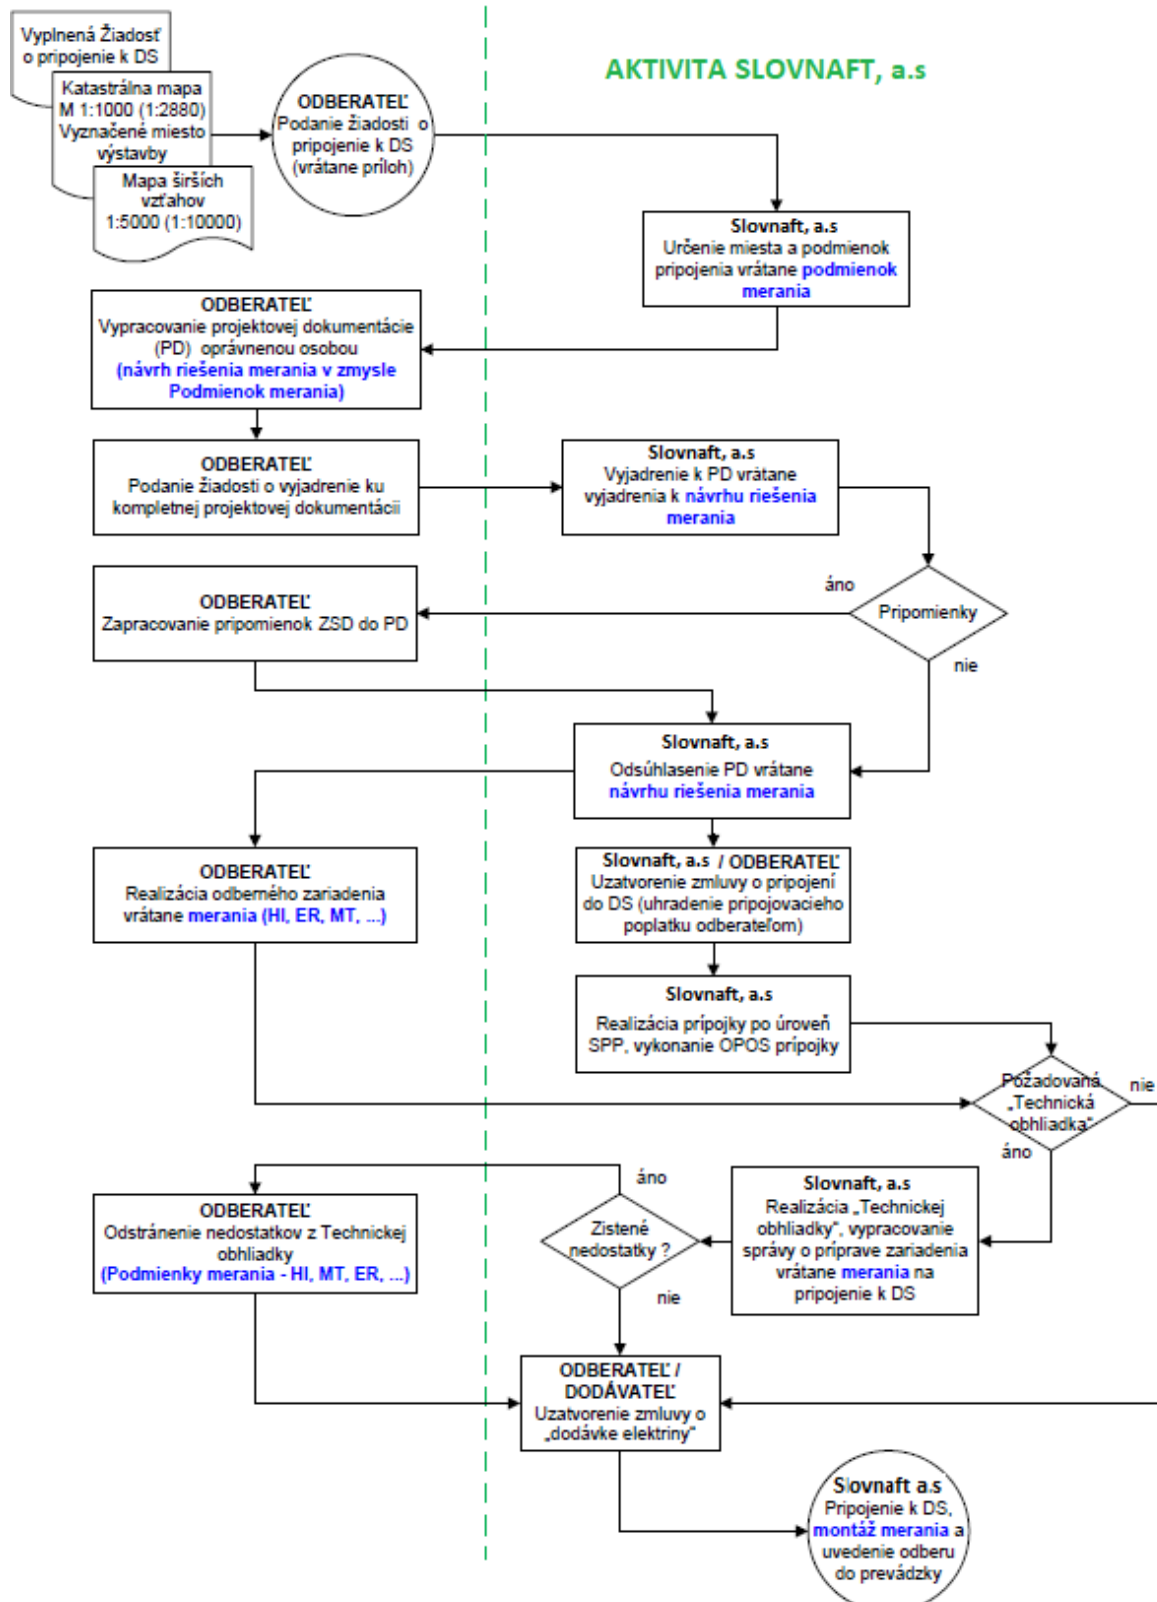 Vyplnená Žiadosť
o pripojenie k DS
Katastrálna mapa
M 1:1000 (1:2880)
Vyznačené miesto
výstavby
Mapa širších
vzťahov
1:5000 (1:10000)
ODBERATEĽ
Podanie žiadosti o
pripojenie k DS
(vrátane príloh)
AKTIVITA SLOVNAFT, a.s
Slovnaft, a.s
Určenie miesta a podmienok
pripojenia vrátane podmienok
merania
ODBERATEĽ
Vypracovanie projektovej dokumentácie
(PD) oprávnenou osobou
(návrh riešenia merania v zmysle
Podmienok merania)
ODBERATEĽ
Podanie žiadosti o vyjadrenie ku
kompletnej projektovej dokumentácii
Slovnaft, a.s
Vyjadrenie k PD vrátane
vyjadrenia k návrhu riešenia
merania
áno
Pripomienky
nie
ODBERATEĽ
Zapracovanie pripomienok ZSD do PD
Slovnaft, a.s
Odsúhlasenie PD vrátane
návrhu riešenia merania
ODBERATEĽ
Realizácia odberného zariadenia
vrátane merania (HI, ER, MT, ...)
Slovnaft, a.s / ODBERATEĽ
Uzatvorenie zmluvy o pripojení
do DS (uhradenie pripojovacieho
poplatku odberateľom)
Slovnaft, a.s
Realizácia prípojky po úroveň
SPP, vykonanie OPOS prípojky
Požadovaná
„Technická
obhliadka“
nie
áno
Slovnaft, a.s
Realizácia „Technickej
obhliadky“, vypracovanie
správy o príprave zariadenia
vrátane merania na
pripojenie k DS
áno
Zistené
nedostatky ?
nie
ODBERATEĽ
Odstránenie nedostatkov z Technickej
obhliadky
(Podmienky merania - HI, MT, ER, ...)
ODBERATEĽ /
DODÁVATEĽ
Uzatvorenie zmluvy o
„dodávke elektriny“
Slovnaft a.s
Pripojenie k DS,
montáž merania a
uvedenie odberu
do prevádzky